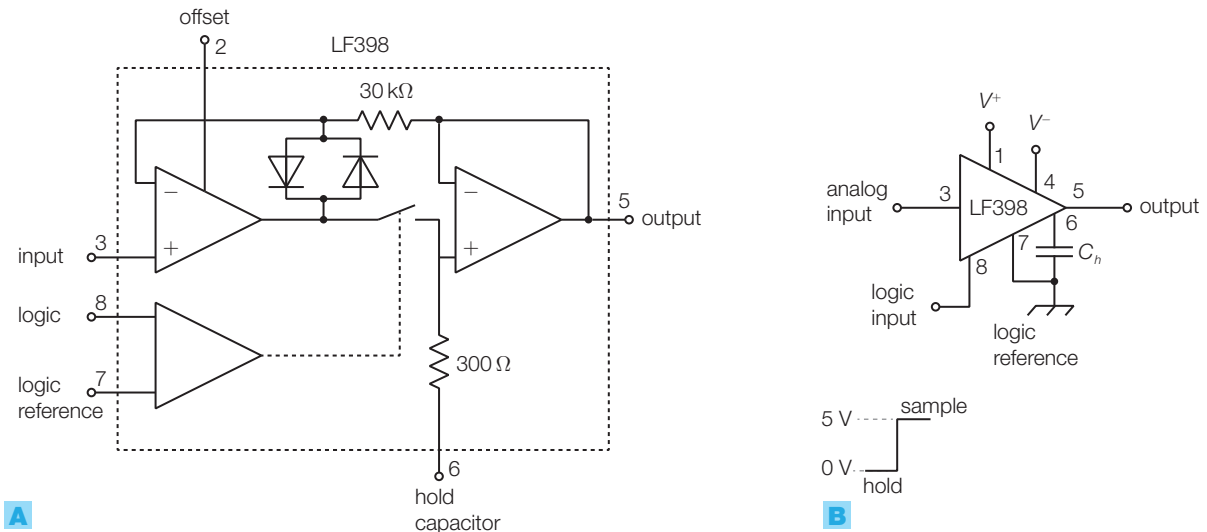 offset
2
LF398
30 kΩ
−
+
3
input
8
logic
7
logic
reference
−
+
5
output
300 Ω
6
hold
capacitor
A
V+
V−
1
4
5
analog
input
3
LF398
output
6
7
8
Ch
logic
input
logic
reference
5 V
sample
0 V
hold
B